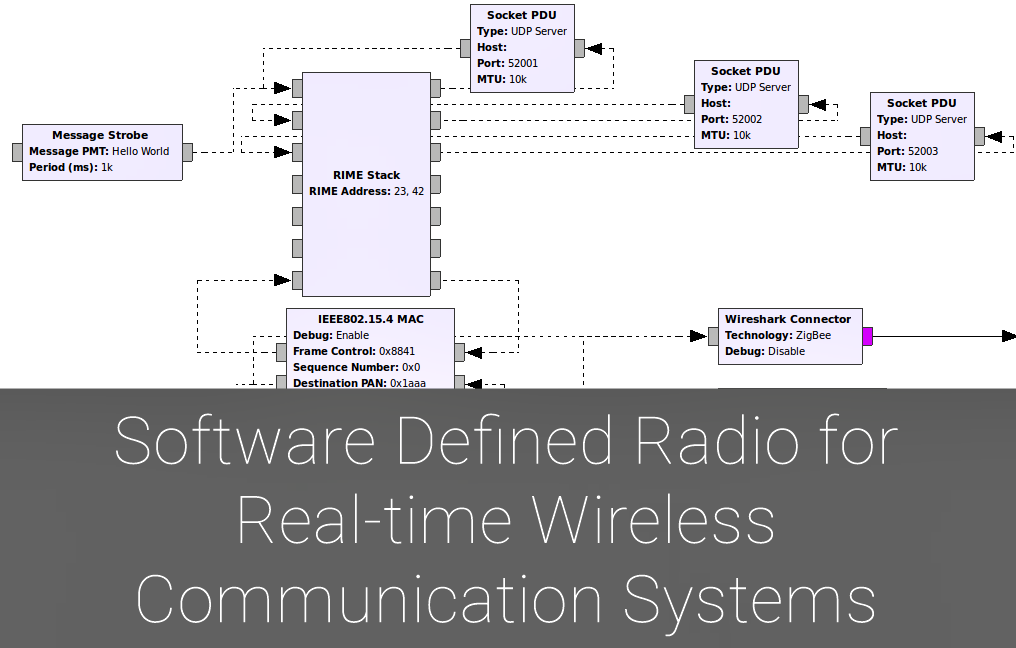 Socket PDU
Type: UDP Server
Host:
Port: 52001
MTU: 10k
Socket PDU
Type: UDP Server
Host:
Port: 52002
MTU: 10k
Socket PDU
Type: UDP Server
Host:
Port: 52003
MTU: 10k
Message Strobe
Message PMT: Hello World
Period (ms): 1k
RIME Stack
RIME Address: 23, 42
IEEE802.15.4 MAC
Debug: Enable
Frame Control: 0x8841
Sequence Number: 0x0
Destination PAN: 0x1aaa
Wireshark Connector
Technology: ZigBee
Debug: Disable
Software Defined Radio for
Real-time Wireless
Communication Systems